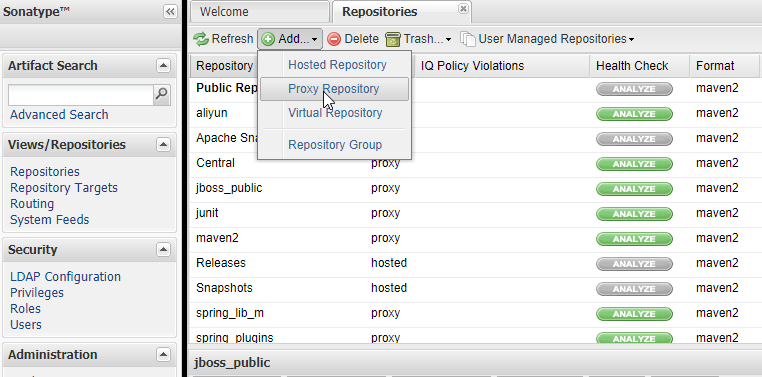 Sonatype™
Welcome
Repositories
Refresh Add... Delete Trash... User Managed Repositories
Artifact Search
Advanced Search
Views/Repositories
Repositories
Repository Targets
Routing
System Feeds
Security
LDAP Configuration
Privileges
Roles
Users
Administration
Hosted Repository
Proxy Repository
Virtual Repository
Repository Group
Repository IQ Policy Violations Health Check Format
Public Rep ANALYZE maven2
aliyun ANALYZE maven2
Apache Sna ANALYZE maven2
Central proxy ANALYZE maven2
jboss_public proxy ANALYZE maven2
junit proxy ANALYZE maven2
maven2 proxy ANALYZE maven2
Releases hosted ANALYZE maven2
Snapshots hosted ANALYZE maven2
spring_lib_m proxy ANALYZE maven2
spring_plugins proxy ANALYZE maven2
jboss_public